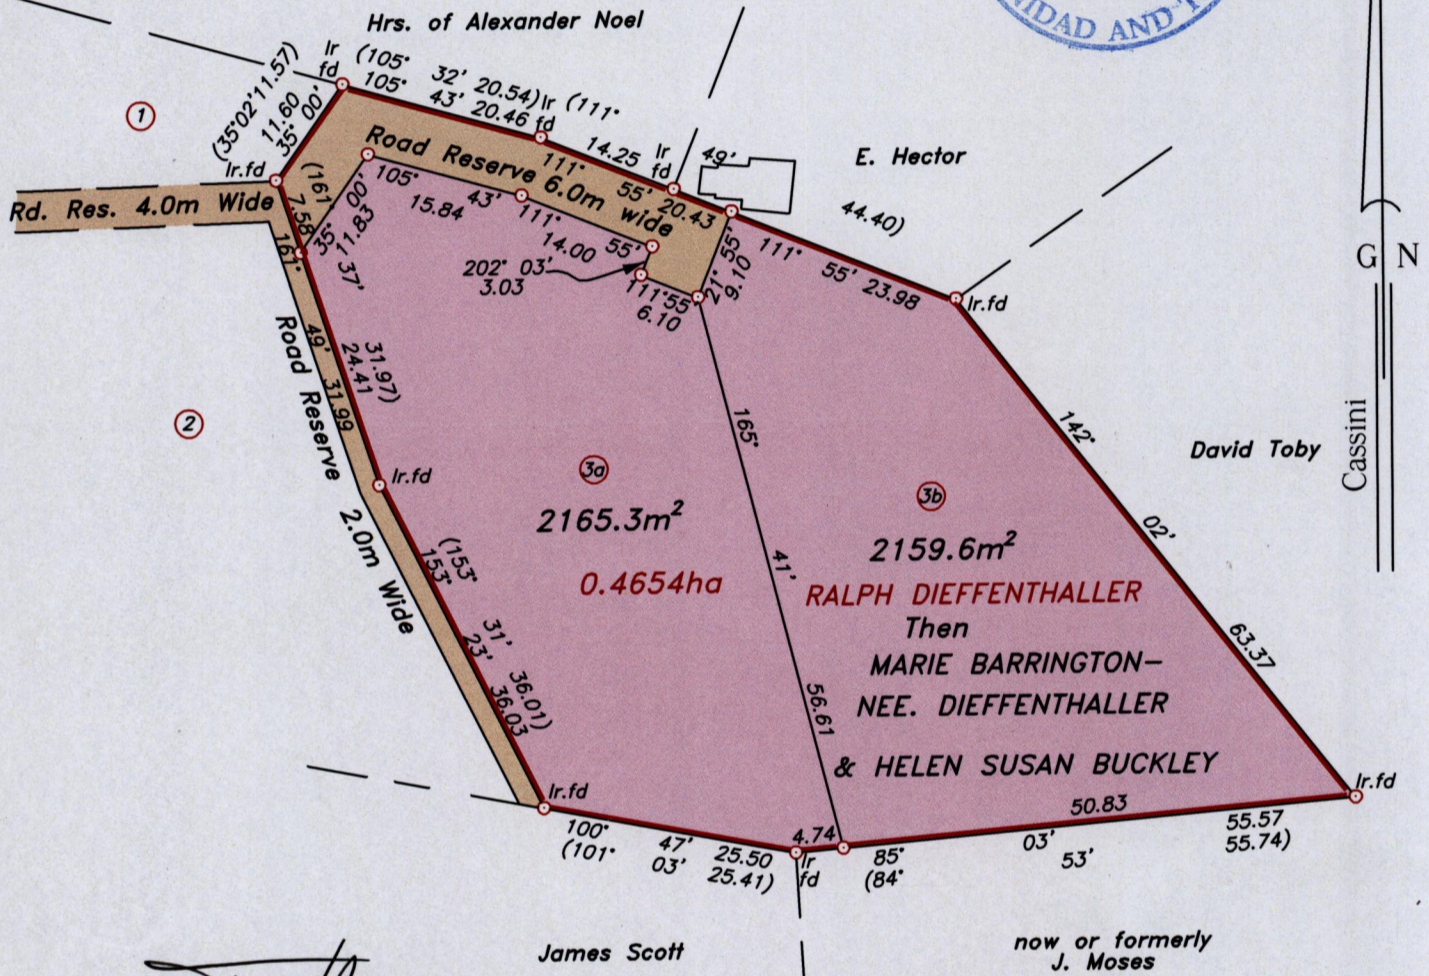 Hrs. of Alexander Noel
NIDAD AND T
Ir
fd
(105° 32' 20.54)
105° 43' 20.46
Ir
fd
(111° 49' 44.40)
111° 55' 20.43
14.25
Ir
fd
(35°02'11.57)
11.60
35° 00'
1
Ir.fd
Rd. Res. 4.0m Wide
Road Reserve 6.0m wide
E. Hector
(161° 37' 31.97)
7.58
35° 00'
11.83
105° 43'
15.84
111° 55'
14.00
202° 03'
3.03
111°55'
6.10
21° 55'
9.10
111° 55' 23.98
Ir.fd
G N
Cassini
161° 49' 31.99
24.41
Road Reserve 2.0m Wide
2
Ir.fd
3a
2165.3m²
0.4654ha
165° 41' 56.61
3b
2159.6m²
RALPH DIEFFENTHALLER
Then
MARIE BARRINGTON–
NEE. DIEFFENTHALLER
& HELEN SUSAN BUCKLEY
142° 02' 63.37
David Toby
(153° 31' 36.01)
153° 23' 36.03
Ir.fd
Ir.fd
100° 47' 25.50
(101° 03' 25.41)
4.74
Ir
fd
50.83
85° 03' 55.57
(84° 53' 55.74)
James Scott
now or formerly
J. Moses